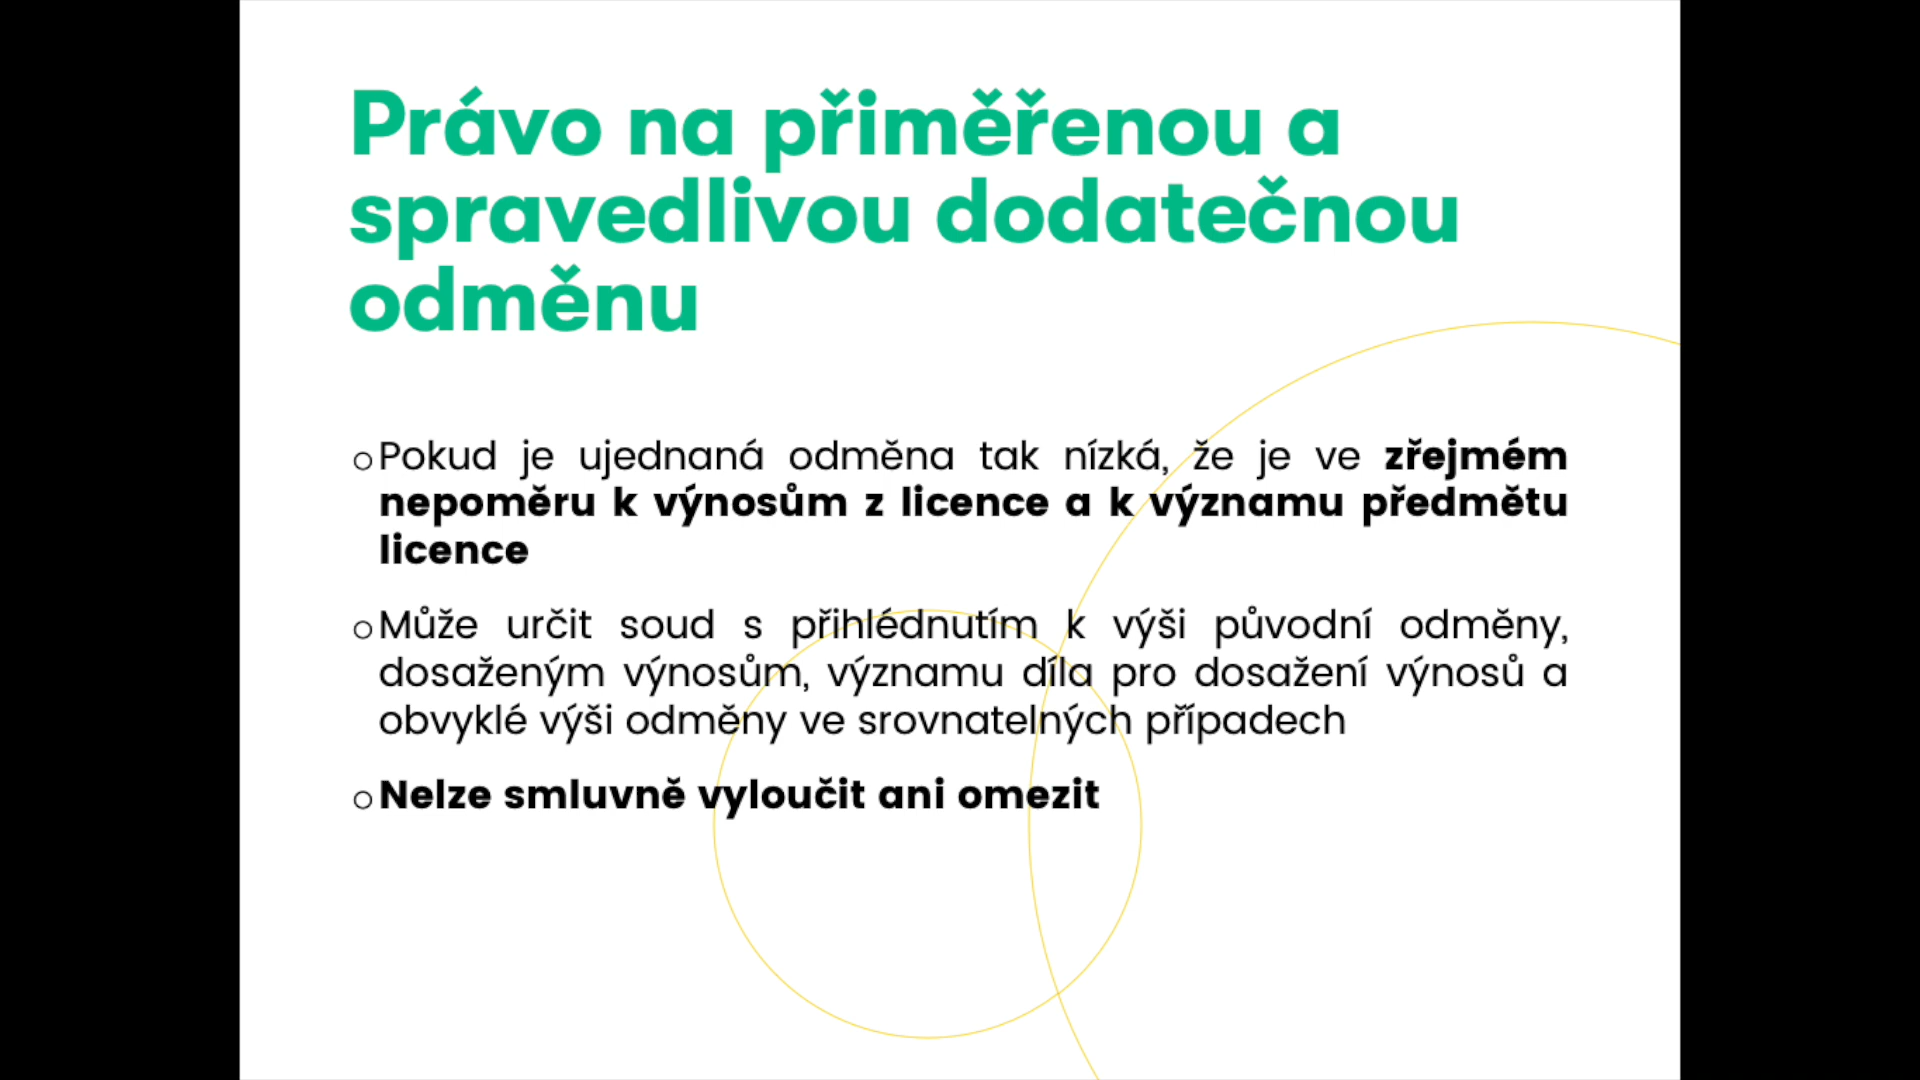 Právo na přiměřenou a
spravedlivou dodatečnou
odměnu
○ Pokud je ujednaná odměna tak nízká, že je ve zřejmém
nepoměru k výnosům z licence a k významu předmětu
licence
○ Může určit soud s přihlédnutím k výši původní odměny,
dosaženým výnosům, významu díla pro dosažení výnosů a
obvyklé výši odměny ve srovnatelných případech
○ Nelze smluvně vyloučit ani omezit